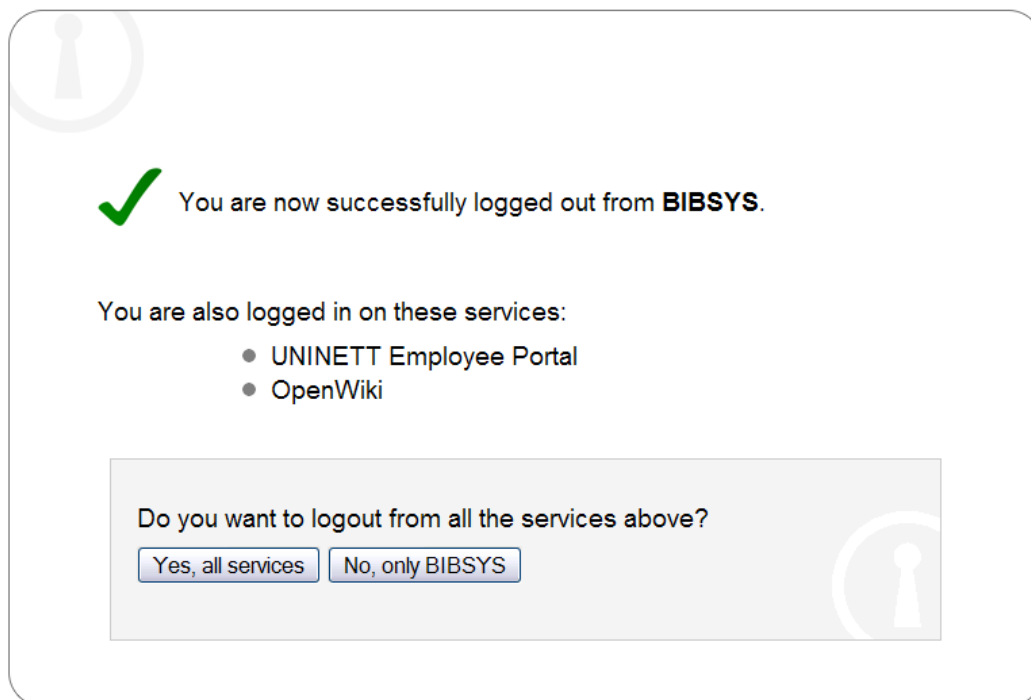 You are now successfully logged out from BIBSYS.
You are also logged in on these services:
UNINETT Employee Portal
OpenWiki
Do you want to logout from all the services above?
Yes, all services No, only BIBSYS